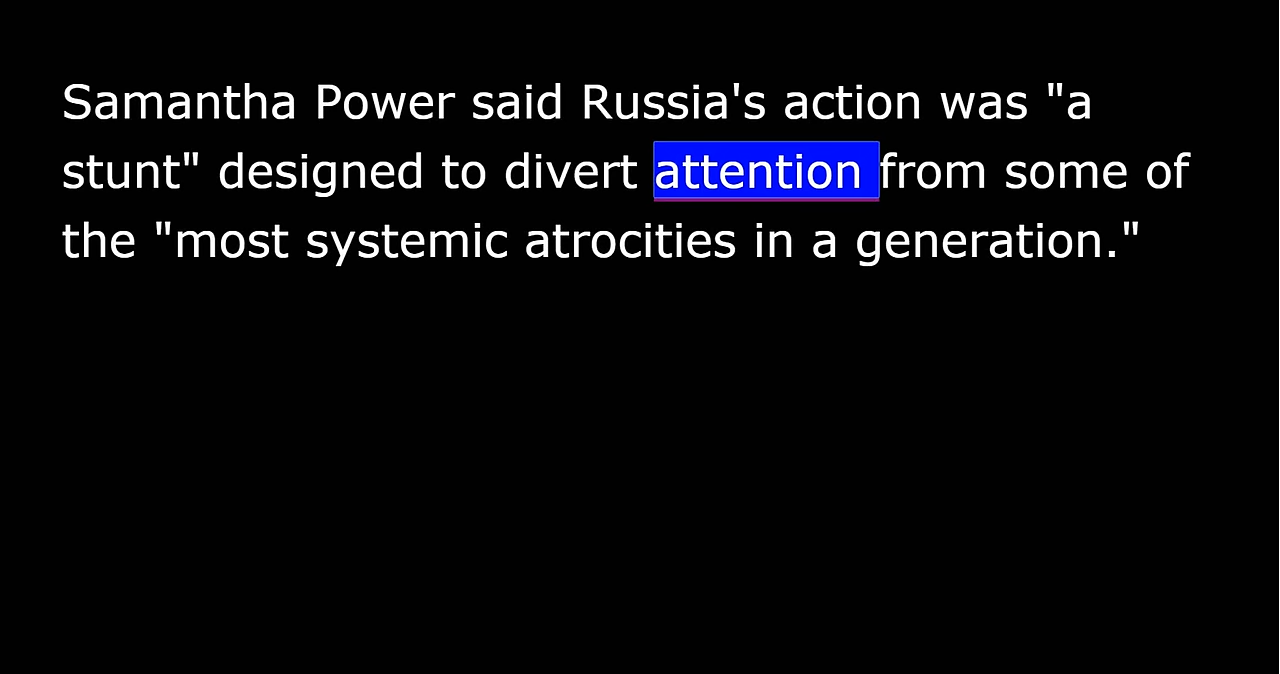 Samantha Power said Russia's action was "a
stunt" designed to divert attention from some of
the "most systemic atrocities in a generation."